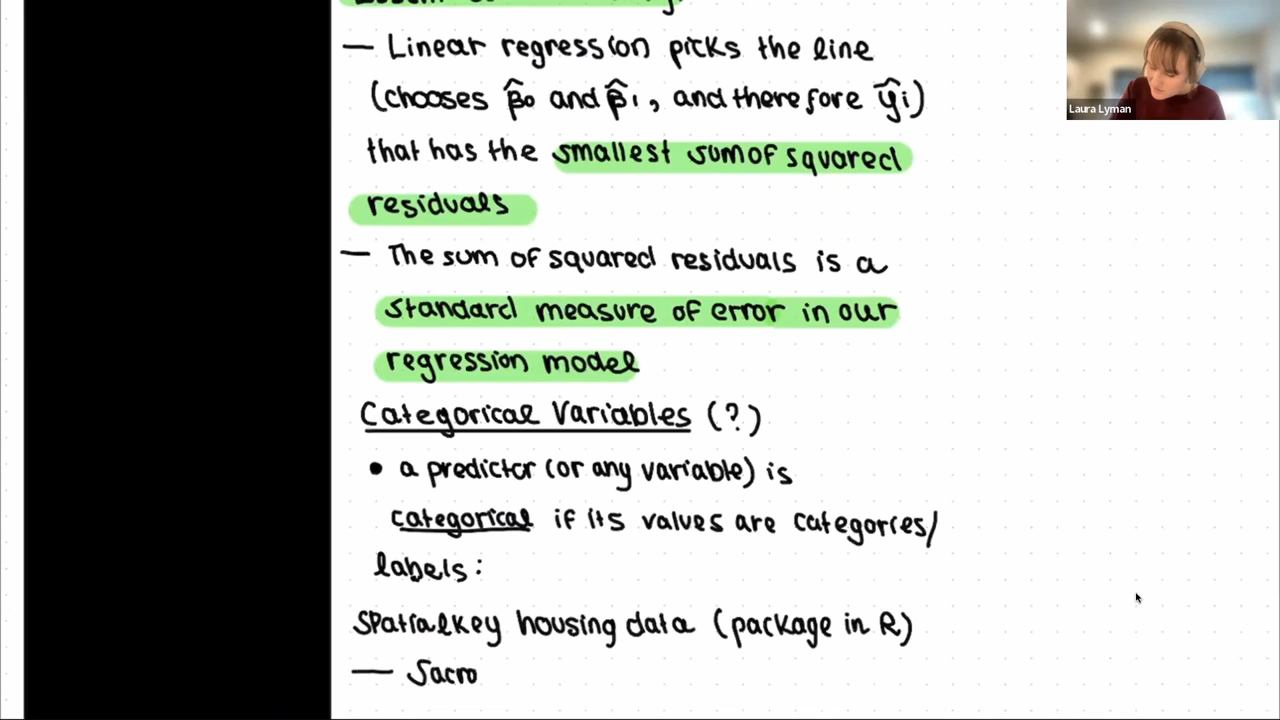 — Linear regression picks the line
(chooses β̂0 and β̂1, and therefore ŷi)
that has the smallest sum of squared
residuals
— The sum of squared residuals is a
standard measure of error in our
regression model
Categorical Variables (?)
• a predictor (or any variable) is
categorical if its values are categories/
labels:
Spatialkey housing data (package in R)
— Sacro
Laura Lyman